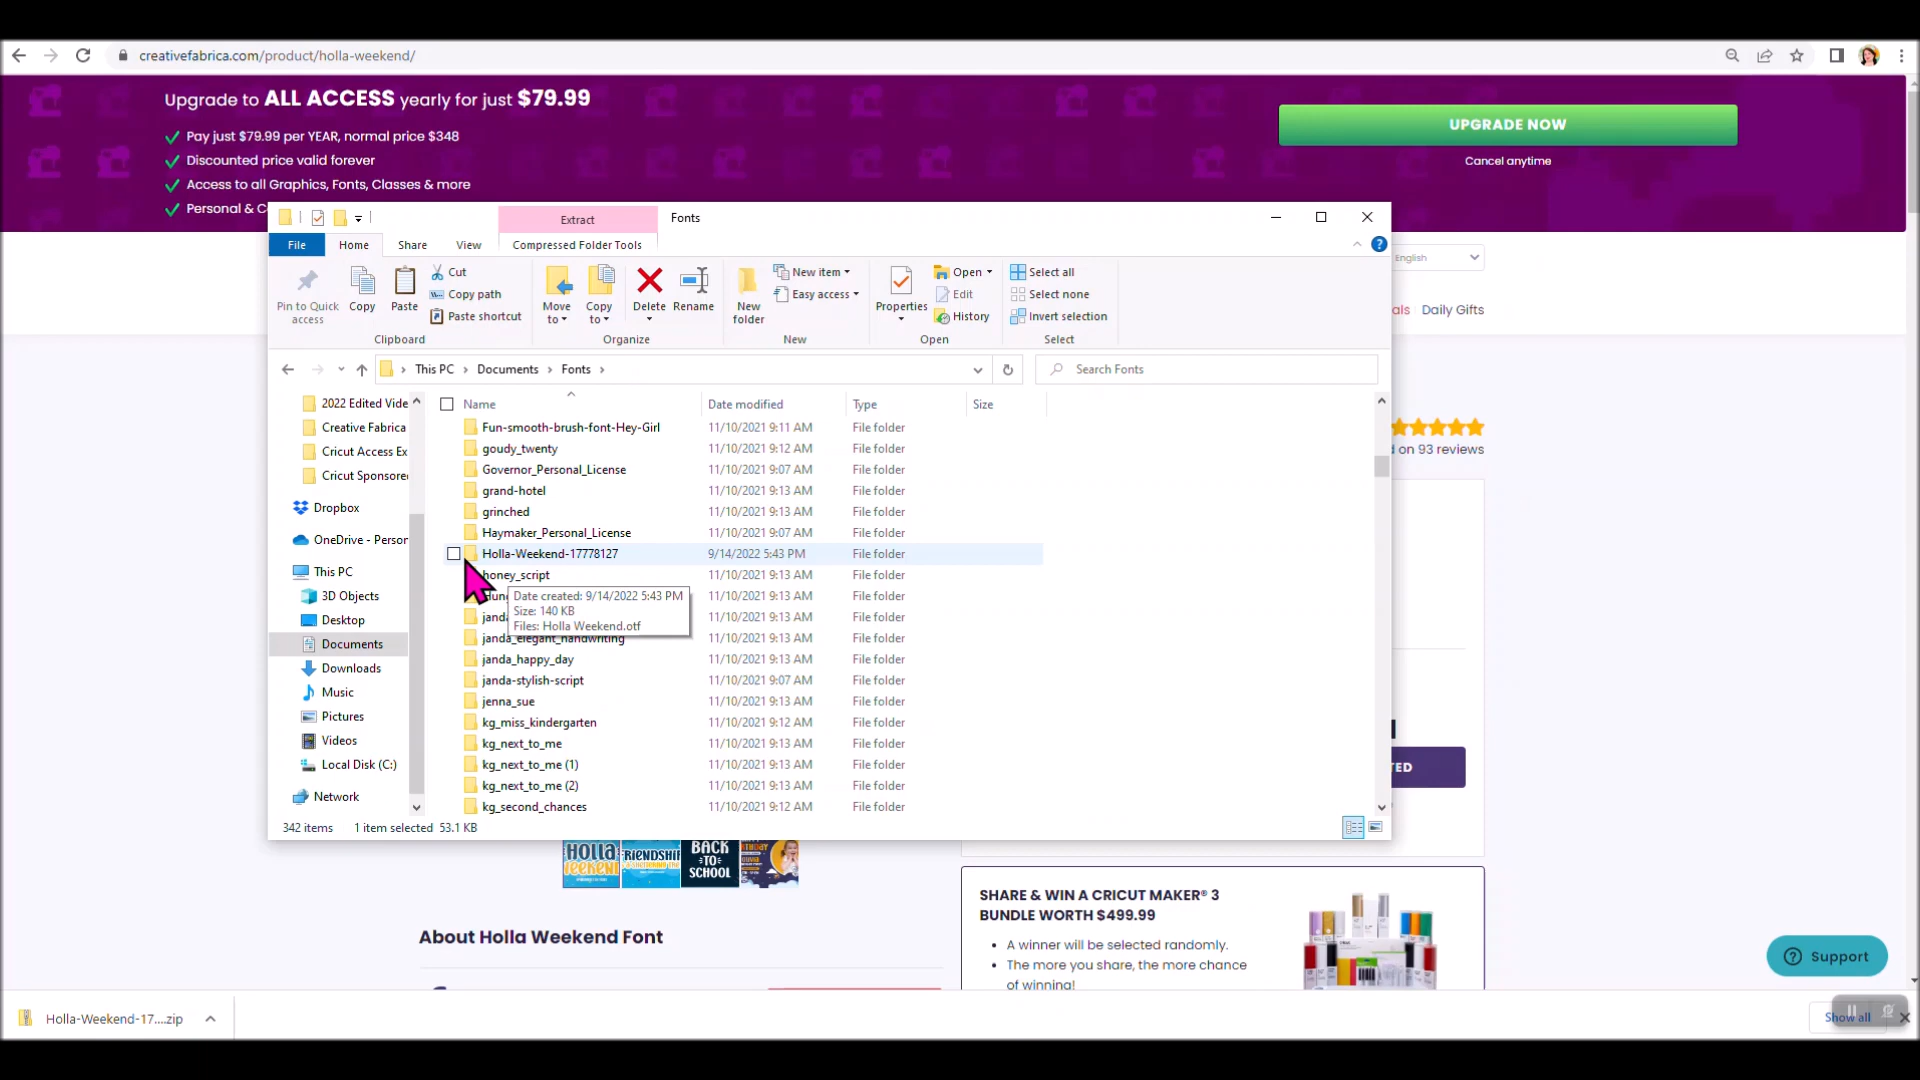 creativefabrica.com/product/holla-weekend/
Upgrade to ALL ACCESS yearly for just $79.99
Pay just $79.99 per YEAR, normal price $348
Discounted price valid forever
Access to all Graphics, Fonts, Classes & more
Personal &
UPGRADE NOW
Cancel anytime
Extract
Fonts
File
Home
Share
View
Compressed Folder Tools
Pin to Quick access
Copy
Paste
Cut
Copy path
Paste shortcut
Clipboard
Move to
Copy to
Delete
Rename
Organize
New folder
New item
Easy access
New
Properties
Open
Edit
History
Open
Select all
Select none
Invert selection
Select
English
als
Daily Gifts
This PC > Documents > Fonts >
Search Fonts
2022 Edited Vide
Creative Fabrica
Cricut Access Ex
Cricut Sponsore
Dropbox
OneDrive - Person
This PC
3D Objects
Desktop
Documents
Downloads
Music
Pictures
Videos
Local Disk (C:)
Network
Name Date modified Type Size
Fun-smooth-brush-font-Hey-Girl 11/10/2021 9:11 AM File folder
goudy_twenty 11/10/2021 9:12 AM File folder
Governor_Personal_License 11/10/2021 9:07 AM File folder
grand-hotel 11/10/2021 9:13 AM File folder
grinched 11/10/2021 9:13 AM File folder
Haymaker_Personal_License 11/10/2021 9:07 AM File folder
Holla-Weekend-17778127 9/14/2022 5:43 PM File folder
honey_script 11/10/2021 9:13 AM File folder
11/10/2021 9:13 AM File folder
janda 11/10/2021 9:13 AM File folder
janda_elegant_handwriting 11/10/2021 9:13 AM File folder
janda_happy_day 11/10/2021 9:13 AM File folder
janda-stylish-script 11/10/2021 9:07 AM File folder
jenna_sue 11/10/2021 9:13 AM File folder
kg_miss_kindergarten 11/10/2021 9:12 AM File folder
kg_next_to_me 11/10/2021 9:13 AM File folder
kg_next_to_me (1) 11/10/2021 9:13 AM File folder
kg_next_to_me (2) 11/10/2021 9:13 AM File folder
kg_second_chances 11/10/2021 9:12 AM File folder
Date created: 9/14/2022 5:43 PM
Size: 140 KB
Files: Holla Weekend.otf
342 items 1 item selected 53.1 KB
on 93 reviews
TED
HOLLA
WEEKEND
FRIENDSHIP
BACK
TO
SCHOOL
About Holla Weekend Font
SHARE & WIN A CRICUT MAKER® 3
BUNDLE WORTH $499.99
A winner will be selected randomly.
The more you share, the more chance
of winning!
Support
Holla-Weekend-17....zip
Show all